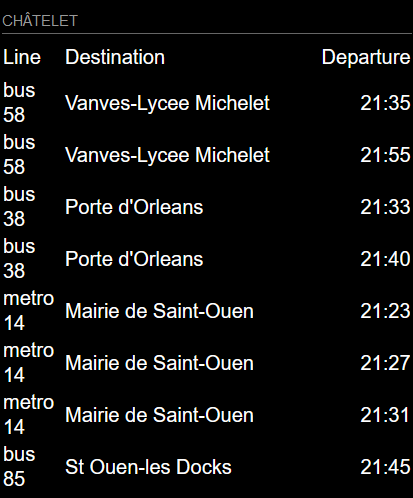 CHÂTELET
Line Destination Departure
bus 58 Vanves-Lycee Michelet 21:35
bus 58 Vanves-Lycee Michelet 21:55
bus 38 Porte d'Orleans 21:33
bus 38 Porte d'Orleans 21:40
metro 14 Mairie de Saint-Ouen 21:23
metro 14 Mairie de Saint-Ouen 21:27
metro 14 Mairie de Saint-Ouen 21:31
bus 85 St Ouen-les Docks 21:45